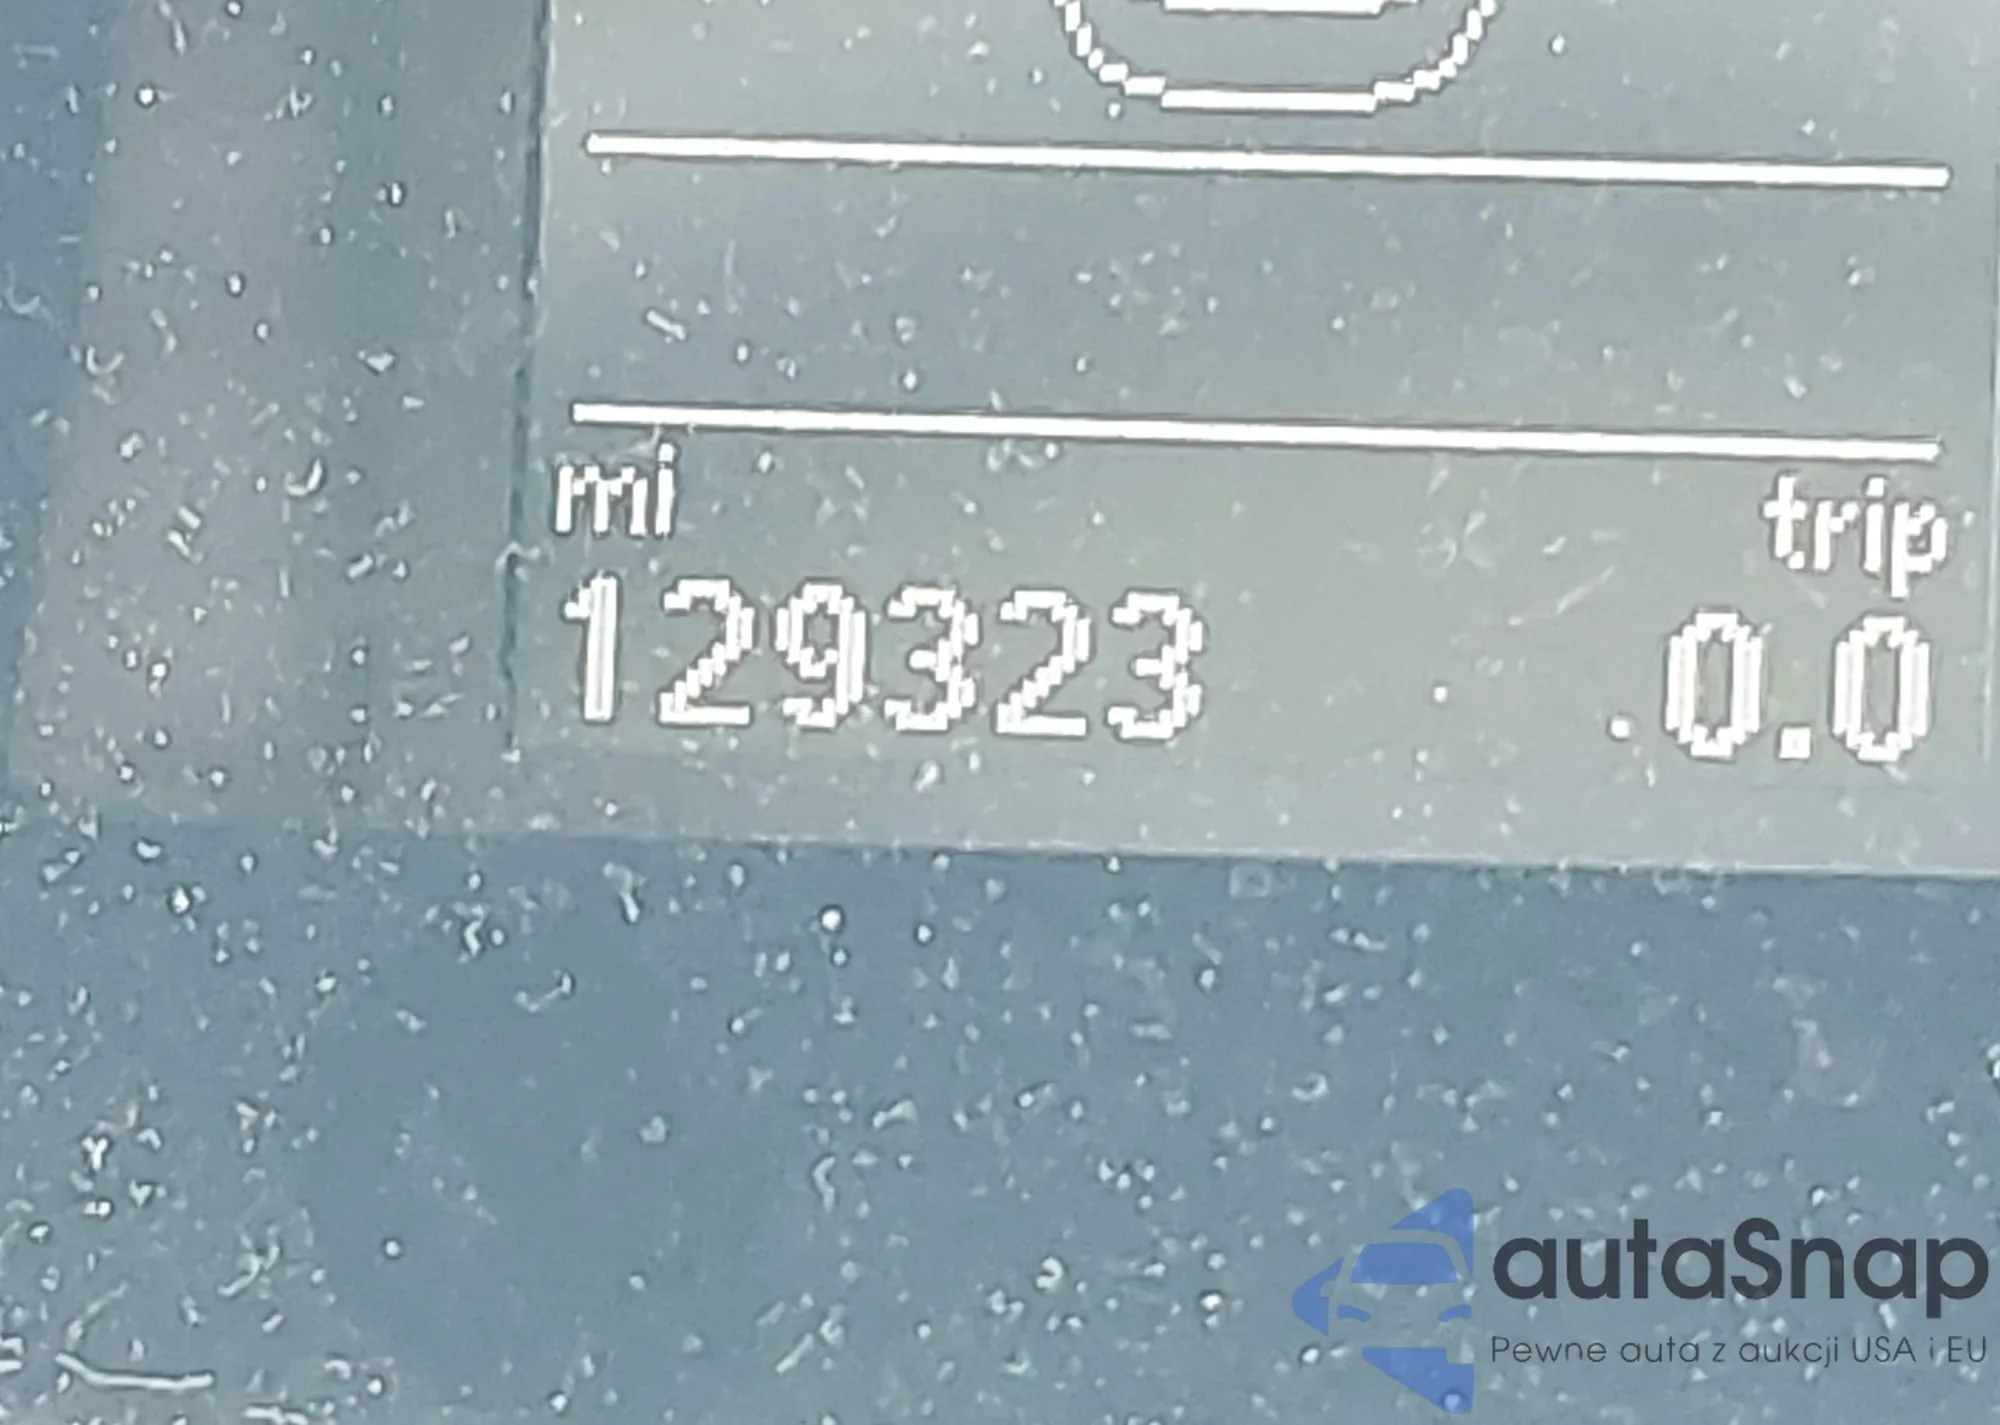 mi trip
129323 0.0
autaSnap
Pewne auta z aukcji USA i EU